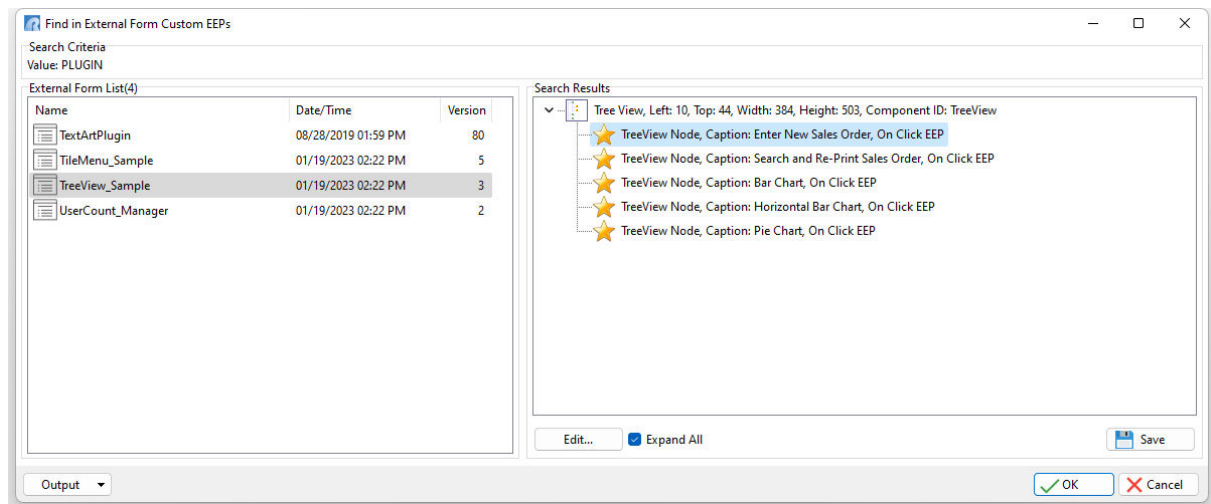 Find in External Form Custom EEPs
Search Criteria
Value: PLUGIN
External Form List(4)
Name Date/Time Version
TextArtPlugin 08/28/2019 01:59 PM 80
TileMenu_Sample 01/19/2023 02:22 PM 5
TreeView_Sample 01/19/2023 02:22 PM 3
UserCount_Manager 01/19/2023 02:22 PM 2
Search Results
Tree View, Left: 10, Top: 44, Width: 384, Height: 503, Component ID: TreeView
TreeView Node, Caption: Enter New Sales Order, On Click EEP
TreeView Node, Caption: Search and Re-Print Sales Order, On Click EEP
TreeView Node, Caption: Bar Chart, On Click EEP
TreeView Node, Caption: Horizontal Bar Chart, On Click EEP
TreeView Node, Caption: Pie Chart, On Click EEP
Edit... Expand All Save
Output OK Cancel